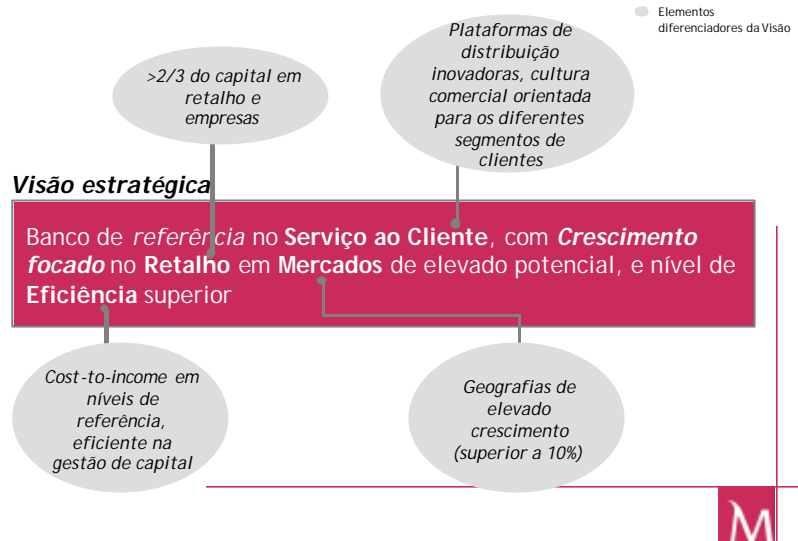 Elementos
diferenciadores da Visão
Plataformas de
distribuição
inovadoras, cultura
comercial orientada
para os diferentes
segmentos de
clientes
>2/3 do capital em
retalho e
empresas
Visão estratégica
Banco de referência no Serviço ao Cliente, com Crescimento
focado no Retalho em Mercados de elevado potencial, e nível de
Eficiência superior
Cost-to-income em
níveis de
referência,
eficiente na
gestão de capital
Geografias de
elevado
crescimento
(superior a 10%)
M